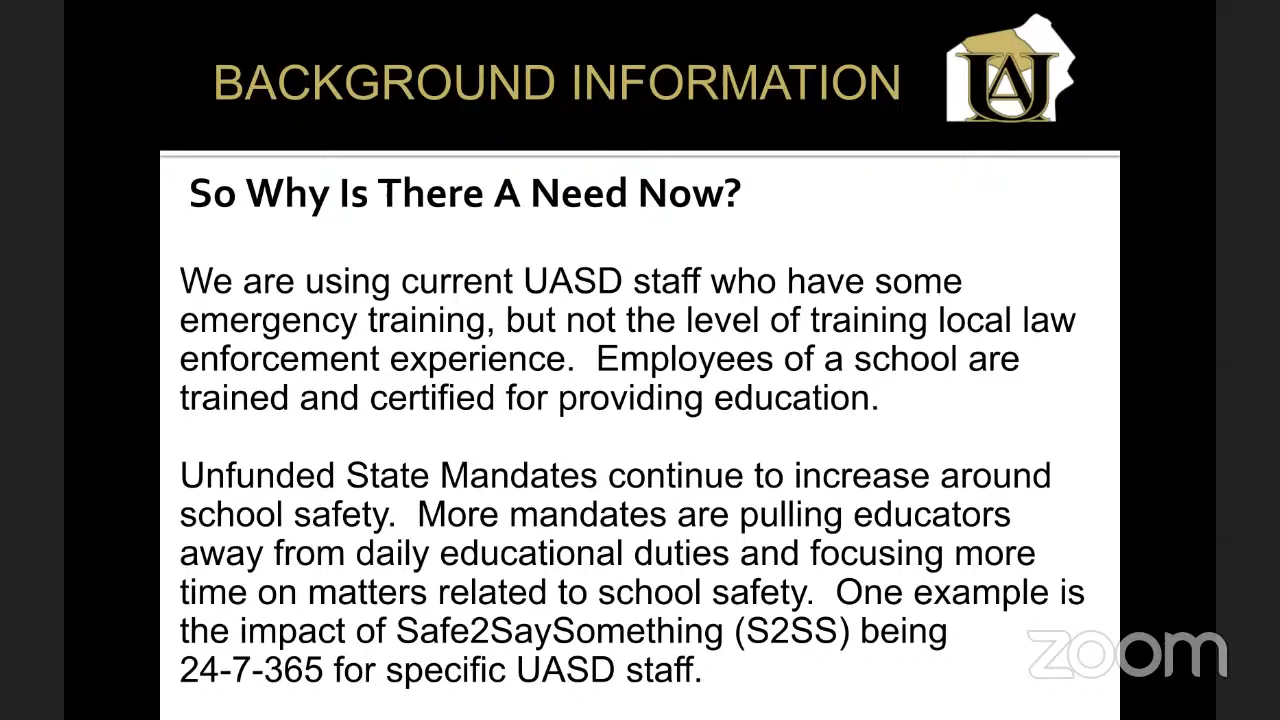 BACKGROUND INFORMATION
UA
So Why Is There A Need Now?
We are using current UASD staff who have some
emergency training, but not the level of training local law
enforcement experience.  Employees of a school are
trained and certified for providing education.
Unfunded State Mandates continue to increase around
school safety.  More mandates are pulling educators
away from daily educational duties and focusing more
time on matters related to school safety.  One example is
the impact of Safe2SaySomething (S2SS) being
24-7-365 for specific UASD staff.
zoom